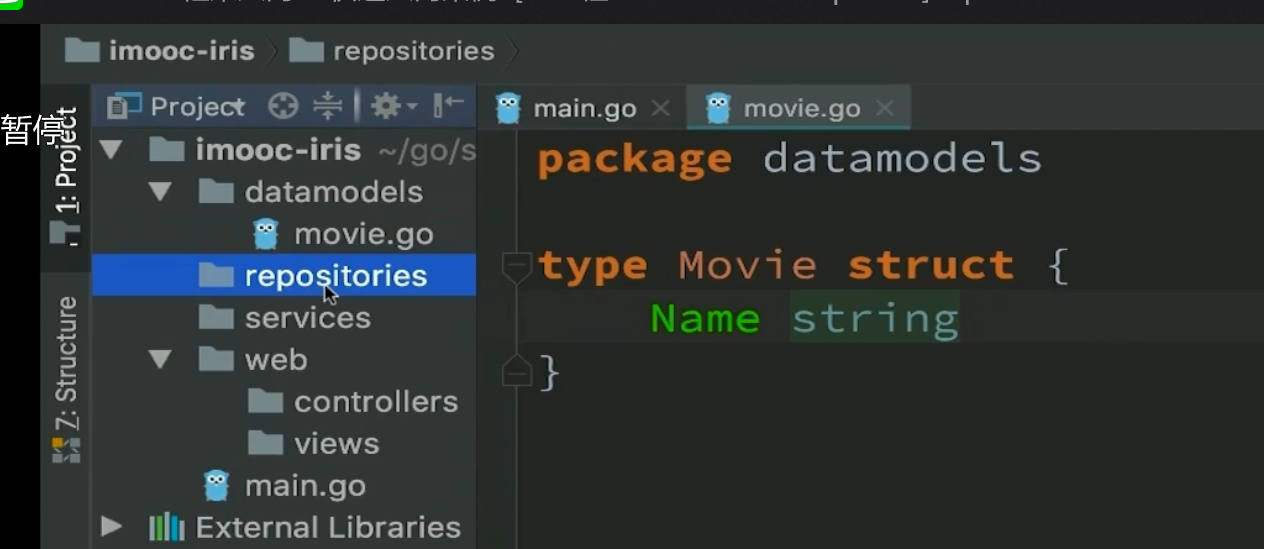 imooc-iris repositories
Project main.go movie.go
暂停
1: Project
Z: Structure
imooc-iris ~/go/s
datamodels
movie.go
repositories
services
web
controllers
views
main.go
External Libraries
package datamodels
type Movie struct {
Name string
}